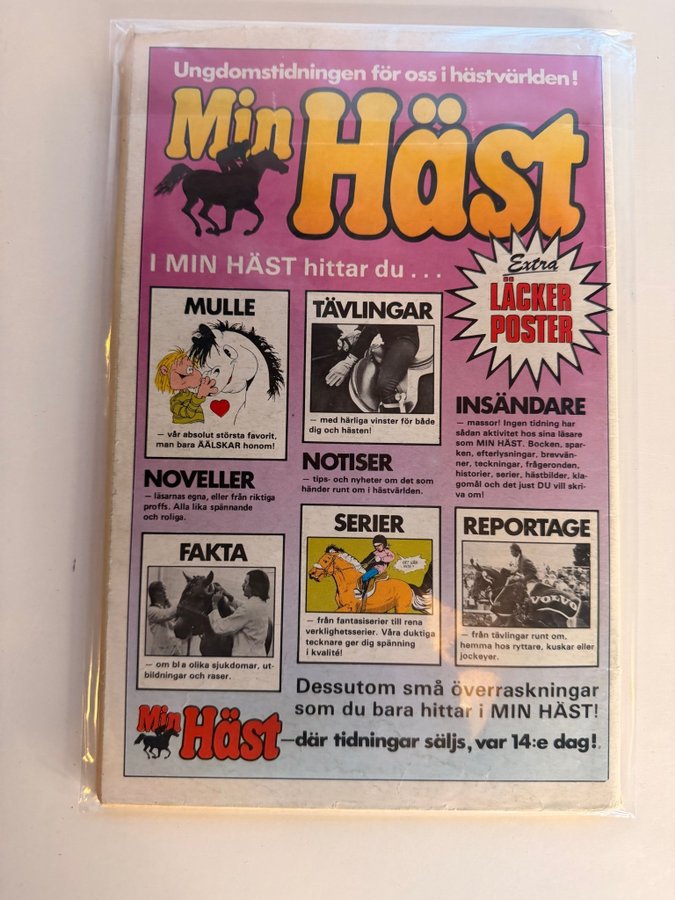 Ungdomstidningen för oss i hästvärlden!
Min Häst
I MIN HÄST hittar du . . .
Extra
LÄCKER
POSTER
MULLE
– vår absolut största favorit,
man bara ÄÄLSKAR honom!
TÄVLINGAR
– med härliga vinster för både
dig och hästen!
INSÄNDARE
– massor! Ingen tidning har
sådan aktivitet hos sina läsare
som MIN HÄST. Bocken, spar-
ken, efterlysningar, brevvän-
ner, teckningar, frågeronden,
historier, serier, hästbilder, kla-
gomål och det just DU vill skri-
va om!
NOVELLER
– läsarnas egna, eller från riktiga
proffs. Alla lika spännande
och roliga.
NOTISER
– tips- och nyheter om det som
händer runt om i hästvärlden.
FAKTA
– om bl a olika sjukdomar, ut-
bildningar och raser.
SERIER
– från fantasiserier till rena
verklighetsserier. Våra duktiga
tecknare ger dig spänning
i kvalité!
REPORTAGE
VOLVO
– från tävlingar runt om,
hemma hos ryttare, kuskar eller
jockeyer.
Dessutom små överraskningar
som du bara hittar i MIN HÄST!
Min Häst –där tidningar säljs, var 14:e dag!